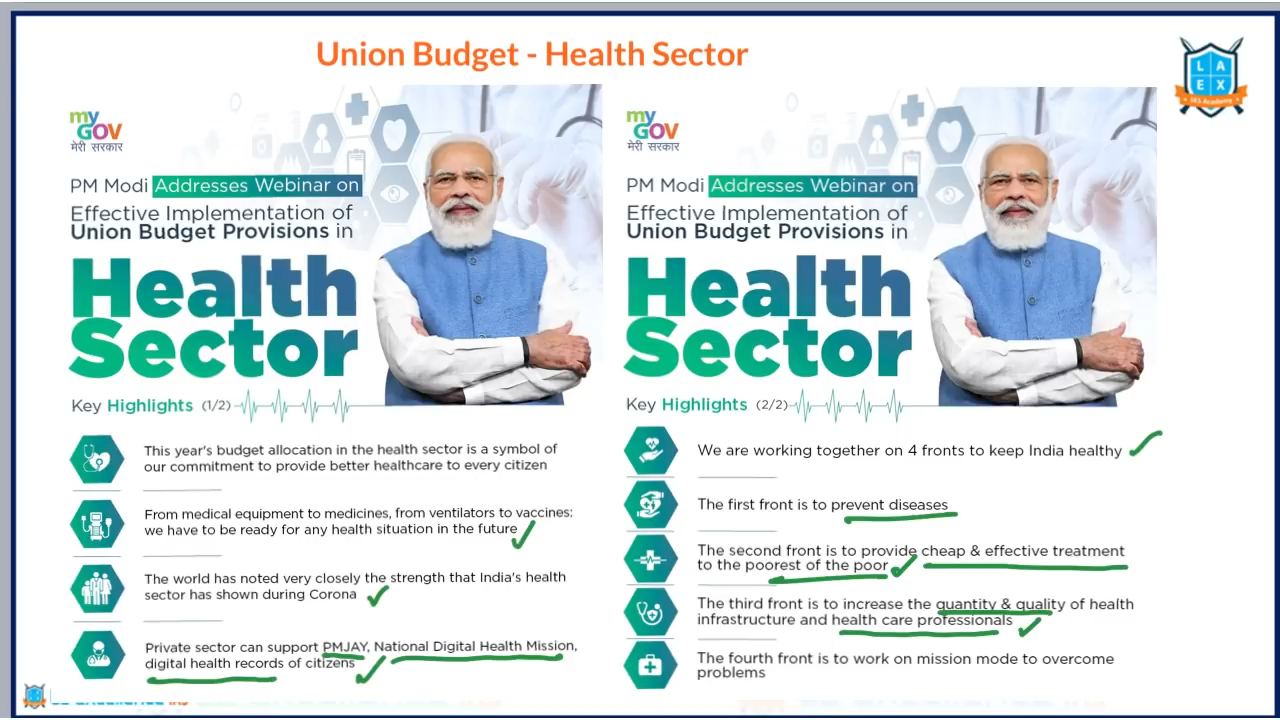 Union Budget - Health Sector
L A
E X
IAS Academy
my
GOV
मेरी सरकार
PM Modi Addresses Webinar on
Effective Implementation of
Union Budget Provisions in
Health
Sector
Key Highlights (1/2)
This year's budget allocation in the health sector is a symbol of
our commitment to provide better healthcare to every citizen
From medical equipment to medicines, from ventilators to vaccines:
we have to be ready for any health situation in the future
The world has noted very closely the strength that India's health
sector has shown during Corona
Private sector can support PMJAY, National Digital Health Mission,
digital health records of citizens
my
GOV
मेरी सरकार
PM Modi Addresses Webinar on
Effective Implementation of
Union Budget Provisions in
Health
Sector
Key Highlights (2/2)
We are working together on 4 fronts to keep India healthy
The first front is to prevent diseases
The second front is to provide cheap & effective treatment
to the poorest of the poor
The third front is to increase the quantity & quality of health
infrastructure and health care professionals
The fourth front is to work on mission mode to overcome
problems